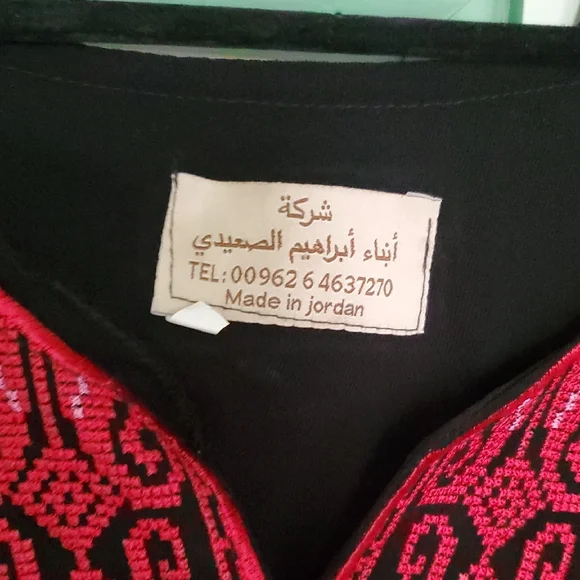 شركة
أبناء أبراهيم الصعيدي
TEL: 00962 6 4637270
Made in jordan